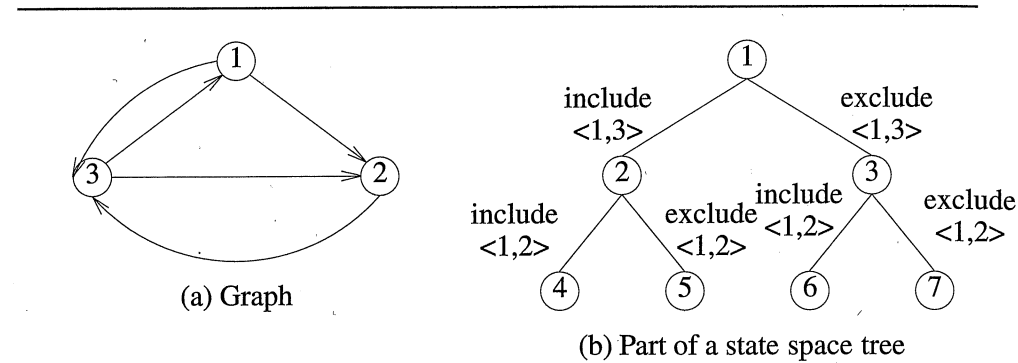 1
3
2
(a) Graph
1
include
<1,3>
exclude
<1,3>
2
3
include
<1,2>
exclude
<1,2>
include
<1,2>
exclude
<1,2>
4
5
6
7
(b) Part of a state space tree